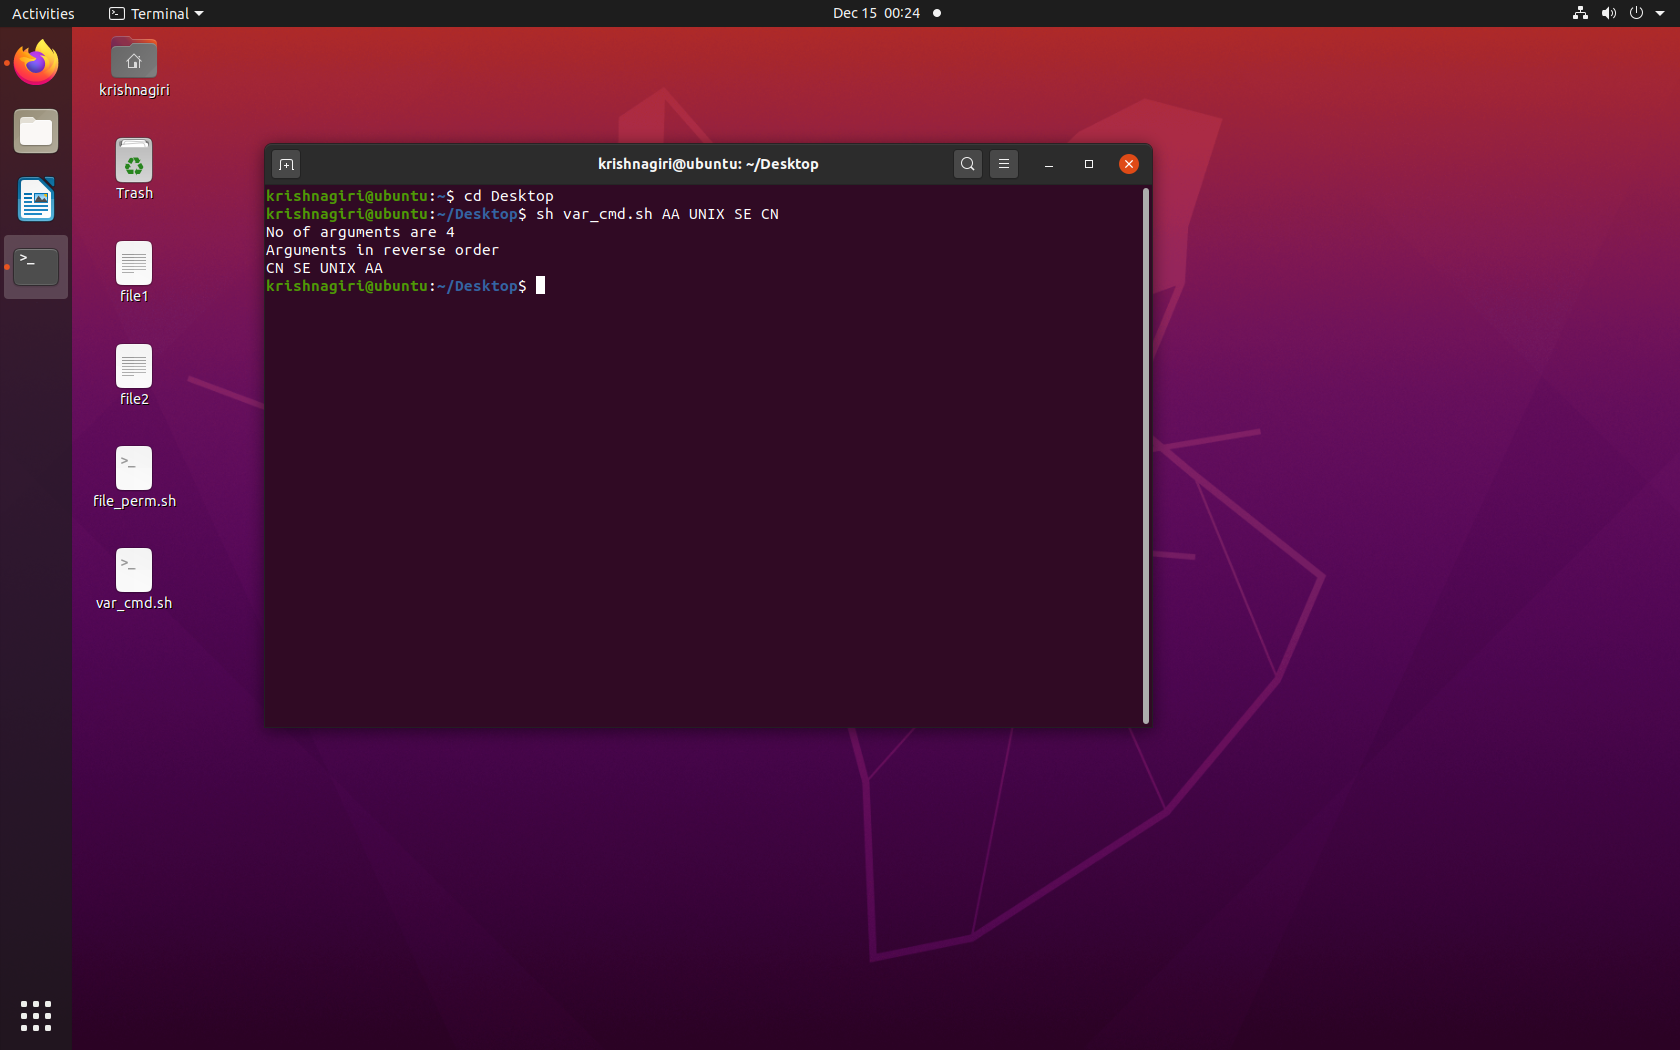 Activities
Terminal
Dec 15 00:24
krishnagiri
Trash
file1
file2
file_perm.sh
var_cmd.sh
krishnagiri@ubuntu: ~/Desktop
krishnagiri@ubuntu:~$ cd Desktop
krishnagiri@ubuntu:~/Desktop$ sh var_cmd.sh AA UNIX SE CN
No of arguments are 4
Arguments in reverse order
CN SE UNIX AA
krishnagiri@ubuntu:~/Desktop$